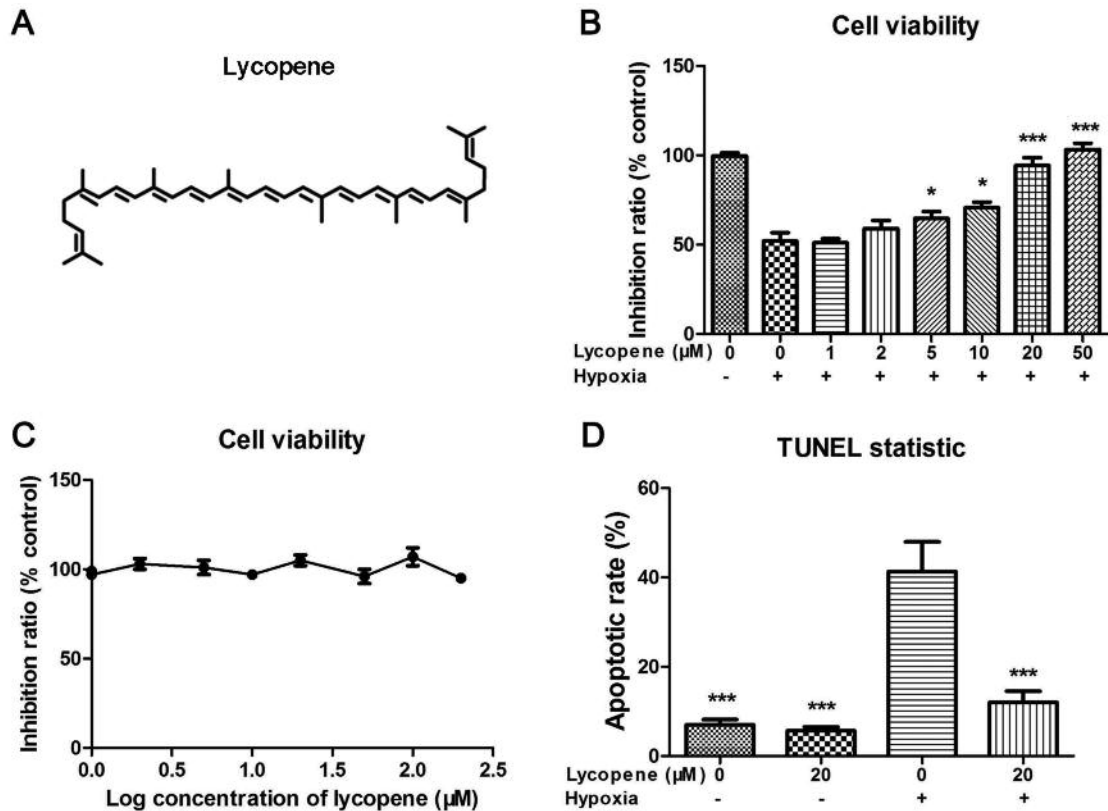 A
Lycopene
B
Cell viability
Inhibition ratio (% control)
150
100
50
0
*
*
***
***
Lycopene (µM) 0 0 1 2 5 10 20 50
Hypoxia - + + + + + + +
C
Cell viability
Inhibition ratio (% control)
150
100
50
0
0.0 0.5 1.0 1.5 2.0 2.5
Log concentration of lycopene (µM)
D
TUNEL statistic
Apoptotic rate (%)
60
40
20
0
***
***
***
Lycopene (µM) 0 20 0 20
Hypoxia - - + +